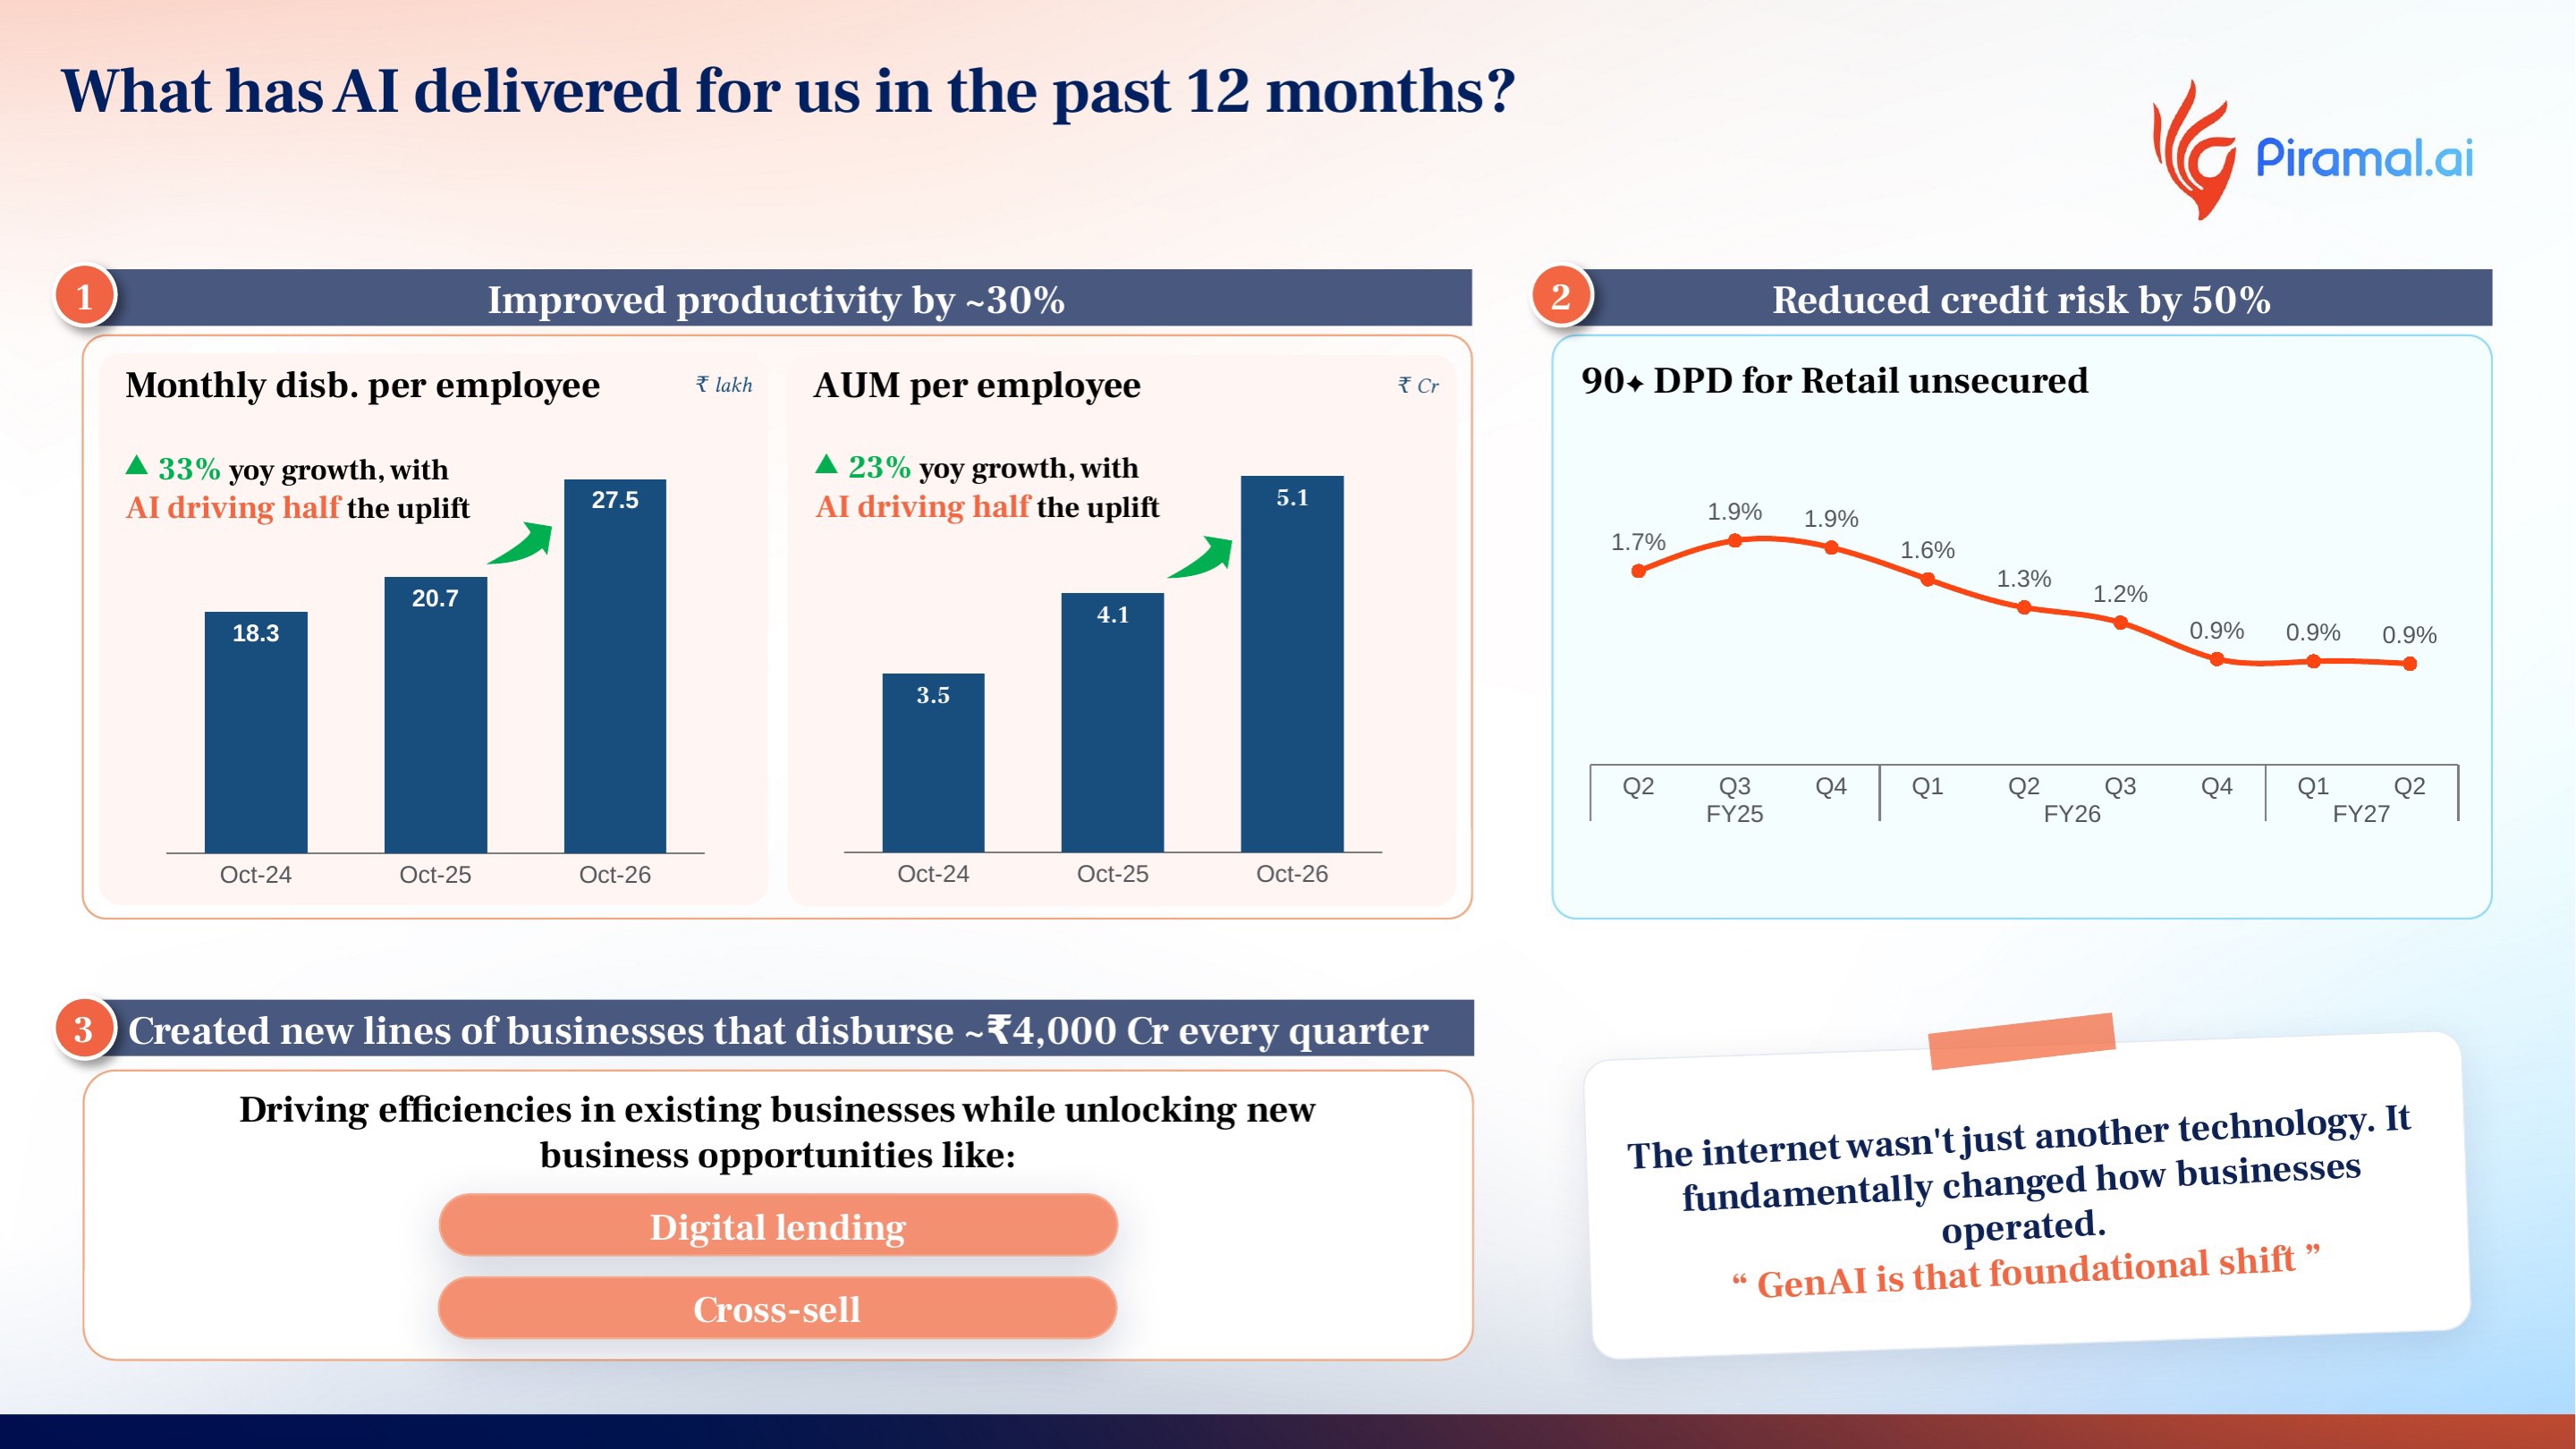 What has AI delivered for us in the past 12 months?
Piramal.ai
1
Improved productivity by ~30%
Monthly disb. per employee
₹ lakh
▲ 33% yoy growth, with
AI driving half the uplift
18.3
20.7
27.5
Oct-24
Oct-25
Oct-26
AUM per employee
₹ Cr
▲ 23% yoy growth, with
AI driving half the uplift
3.5
4.1
5.1
Oct-24
Oct-25
Oct-26
2
Reduced credit risk by 50%
90+ DPD for Retail unsecured
1.7%
1.9%
1.9%
1.6%
1.3%
1.2%
0.9%
0.9%
0.9%
Q2 Q3 Q4 Q1 Q2 Q3 Q4 Q1 Q2
FY25 FY26 FY27
3
Created new lines of businesses that disburse ~₹4,000 Cr every quarter
Driving efficiencies in existing businesses while unlocking new
business opportunities like:
Digital lending
Cross-sell
The internet wasn't just another technology. It
fundamentally changed how businesses
operated.
“ GenAI is that foundational shift ”